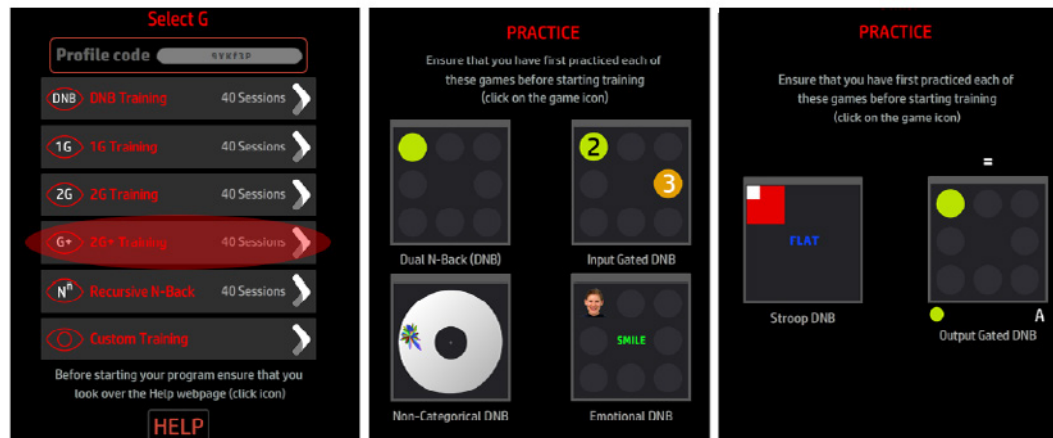 Select G
Profile code
DNB DNB Training 40 Sessions
1G 1G Training 40 Sessions
2G 2G Training 40 Sessions
G+ 2G+ Training 40 Sessions
Nn Recursive N-Back 40 Sessions
Custom Training
Before starting your program ensure that you
look over the Help webpage (click icon)
HELP
PRACTICE
Ensure that you have first practiced each of
these games before starting training
(click on the game icon)
2
3
Dual N-Back (DNB) Input Gated DNB
SMILE
Non-Categorical DNB Emotional DNB
PRACTICE
Ensure that you have first practiced each of
these games before starting training
(click on the game icon)
=
FLAT
Stroop DNB
A
Output Gated DNB